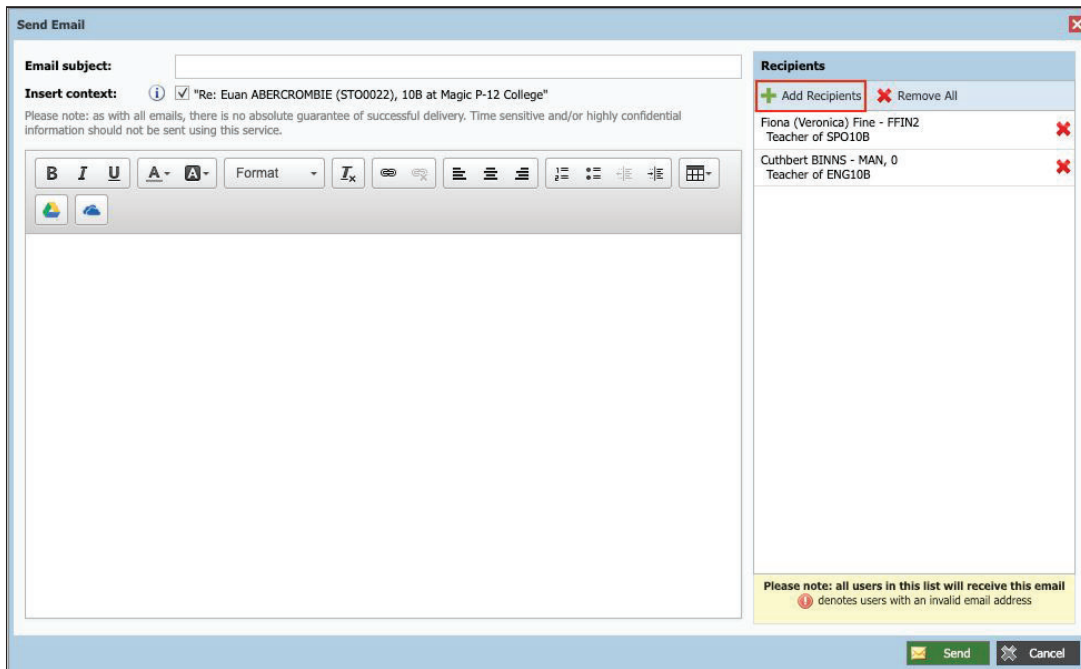 Send Email
Email subject:
Insert context: "Re: Euan ABERCROMBIE (STO0022), 10B at Magic P-12 College"
Please note: as with all emails, there is no absolute guarantee of successful delivery. Time sensitive and/or highly confidential
information should not be sent using this service.
B I U A A Format Ix
Recipients
Add Recipients Remove All
Fiona (Veronica) Fine - FFIN2
Teacher of SPO10B
Cuthbert BINNS - MAN, 0
Teacher of ENG10B
Please note: all users in this list will receive this email
denotes users with an invalid email address
Send Cancel